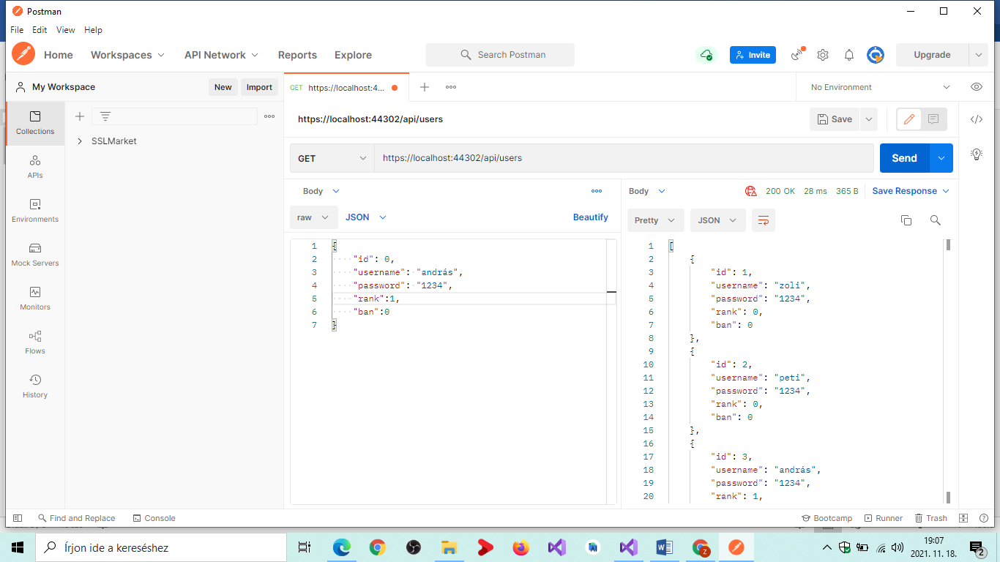 Postman
File Edit View Help
Home Workspaces API Network Reports Explore Search Postman Invite Upgrade
My Workspace New Import GET https://localhost:4... No Environment
https://localhost:44302/api/users Save
Collections
SSLMarket
GET https://localhost:44302/api/users Send
APIs
Environments
Mock Servers
Monitors
Flows
History
Body
raw JSON Beautify
1 {
2 "id": 0,
3 "username": "andrás",
4 "password": "1234",
5 "rank":1,
6 "ban":0
7 }
Body 200 OK 28 ms 365 B Save Response
Pretty JSON
1 [
2 {
3 "id": 1,
4 "username": "zoli",
5 "password": "1234",
6 "rank": 0,
7 "ban": 0
8 },
9 {
10 "id": 2,
11 "username": "peti",
12 "password": "1234",
13 "rank": 0,
14 "ban": 0
15 },
16 {
17 "id": 3,
18 "username": "andrás",
19 "password": "1234",
20 "rank": 1,
Find and Replace Console Bootcamp Runner Trash
Írjon ide a kereséshez
Z
19:07
2021. 11. 18.
2